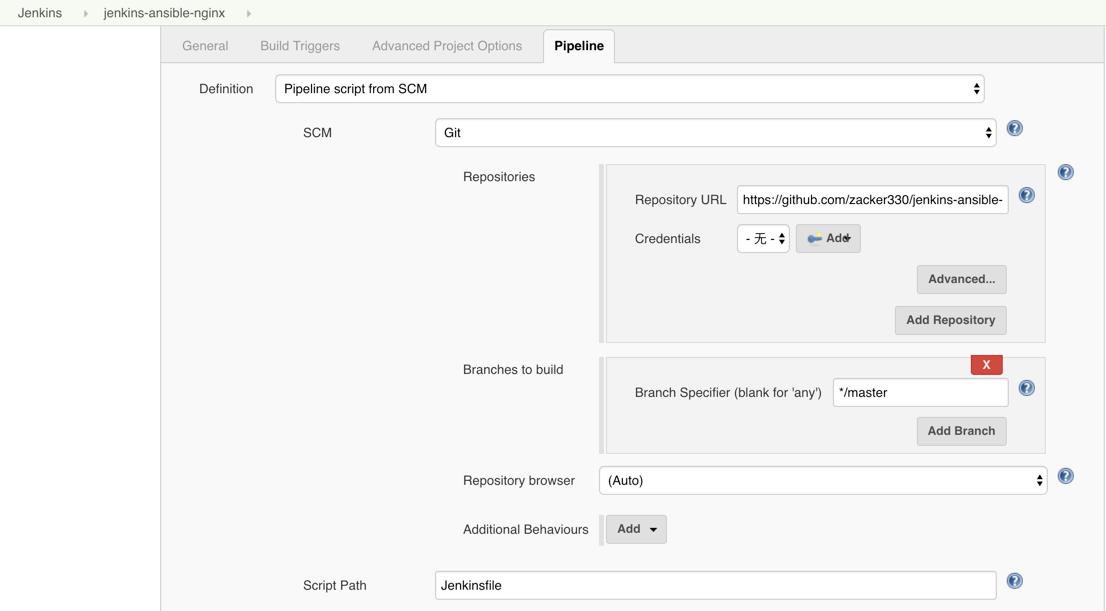 Jenkins jenkins-ansible-nginx
General Build Triggers Advanced Project Options Pipeline
Definition Pipeline script from SCM
SCM Git
Repositories
Repository URL https://github.com/zacker330/jenkins-ansible-
Credentials - 无 - Add
Advanced...
Add Repository
Branches to build
X
Branch Specifier (blank for 'any') */master
Add Branch
Repository browser (Auto)
Additional Behaviours Add
Script Path Jenkinsfile